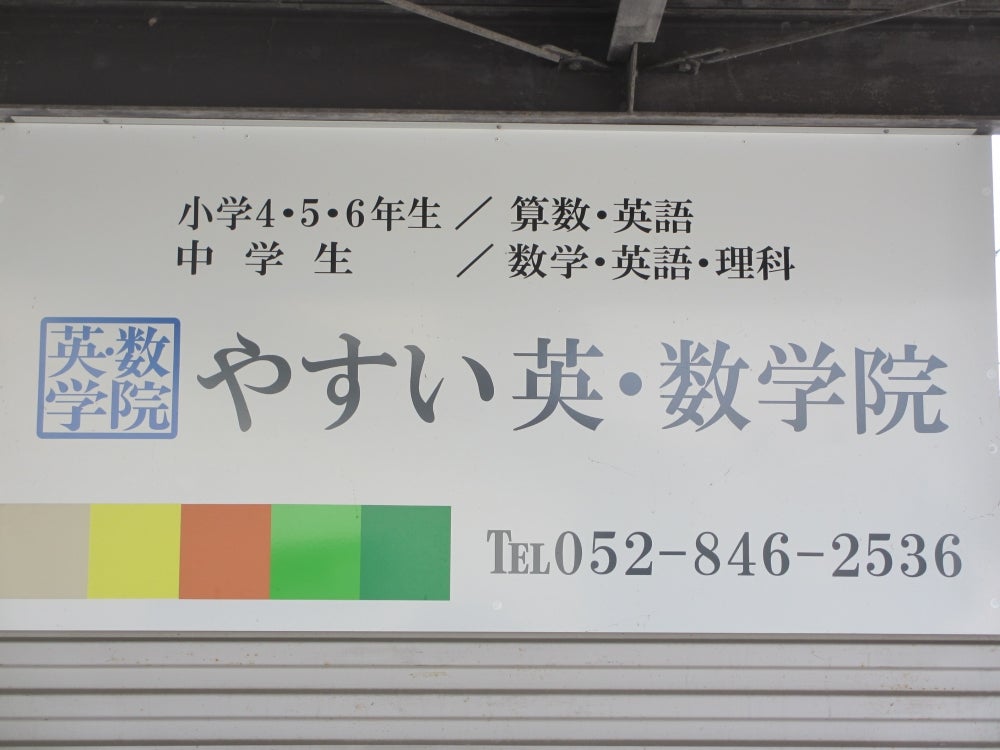 小学4・5・6年生／算数・英語
中学生／数学・英語・理科
英・数
学院
やすい英・数学院
TEL052-846-2536